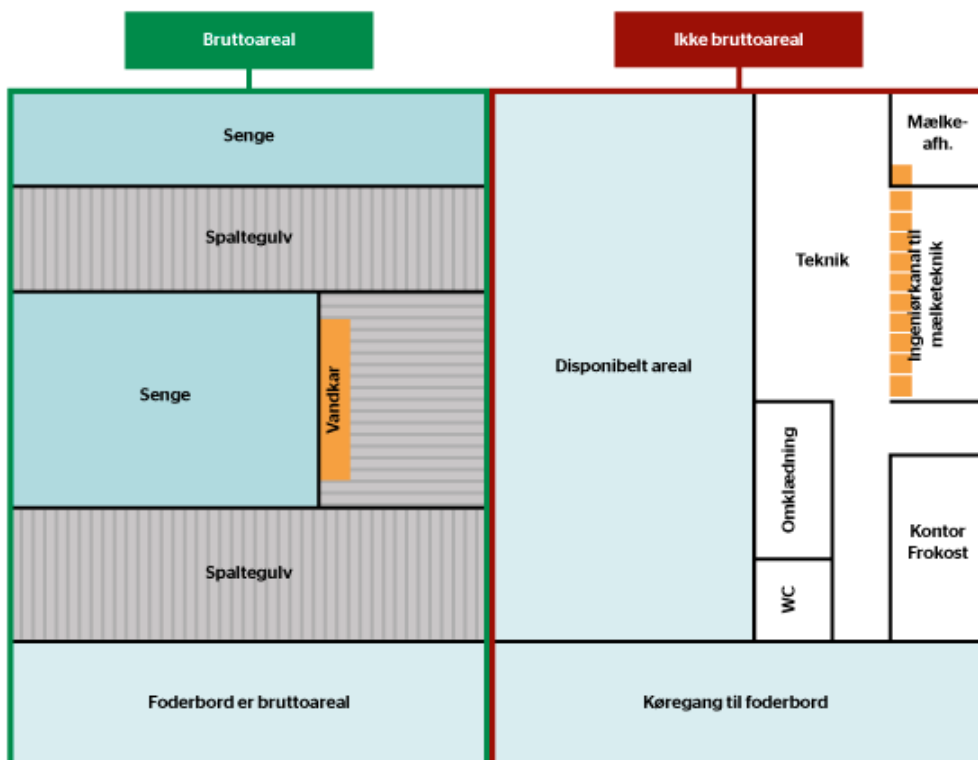 Bruttoareal
Ikke bruttoareal
Senge
Spaltegulv
Senge
Vandkar
Spaltegulv
Foderbord er bruttoareal
Disponibelt areal
Teknik
Mælke-
afh.
Ingeniørkanal til
mælketeknik
Omklædning
WC
Kontor
Frokost
Køregang til foderbord